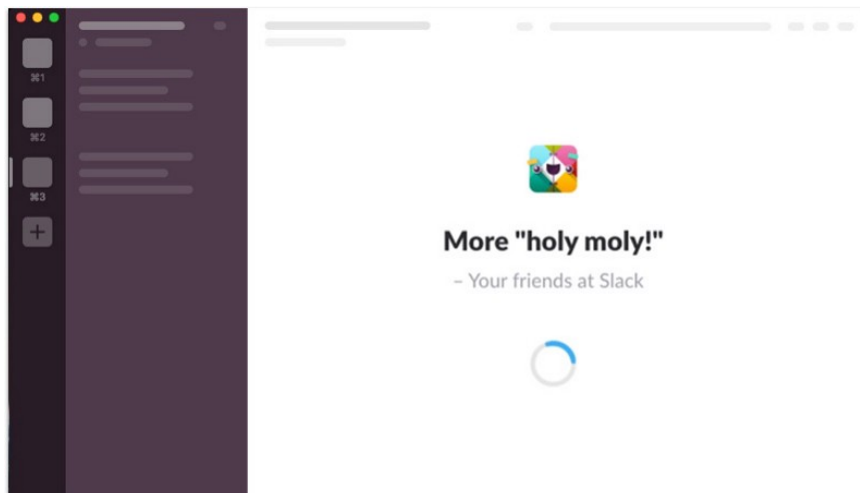 ⌘1
⌘2
⌘3
More "holy moly!"
– Your friends at Slack